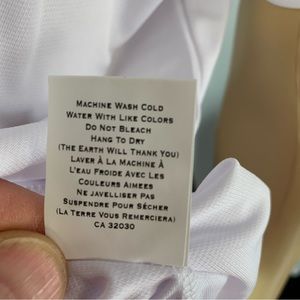 Machine Wash Cold
Water With Like Colors
Do Not Bleach
Hang To Dry
(The Earth Will Thank You)
Laver À La Machine À
L'eau Froide Avec Les
Couleurs Aimees
Ne Javelliser Pas
Suspendre Pour Sécher
(La Terre Vous Remerciera)
CA 32030